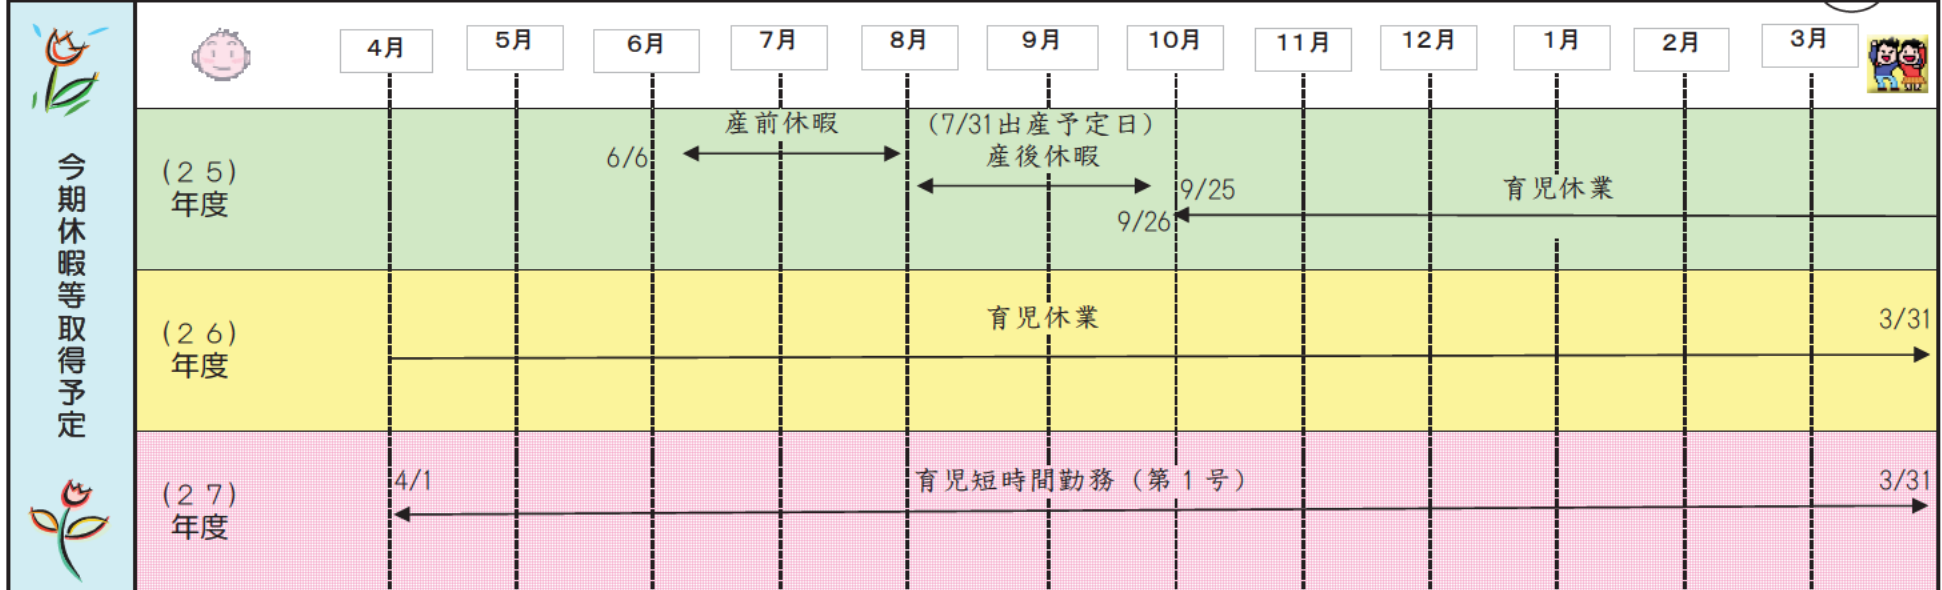 今期休暇等取得予定
4月 5月 6月 7月 8月 9月 10月 11月 12月 1月 2月 3月
(25)
年度
産前休暇
(7/31出産予定日)
6/6
産後休暇
9/25
育児休業
9/26
(26)
年度
育児休業
3/31
(27)
年度
4/1
育児短時間勤務(第1号)
3/31